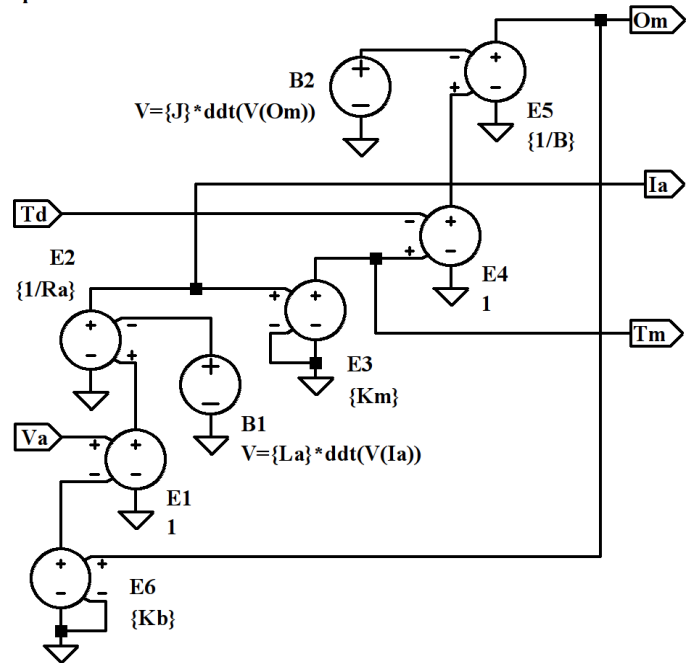 Om
B2
V={J}*ddt(V(Om))
E5
{1/B}
Ia
Td
E2
{1/Ra}
E4
1
Tm
E3
{Km}
B1
V={La}*ddt(V(Ia))
Va
E1
1
E6
{Kb}